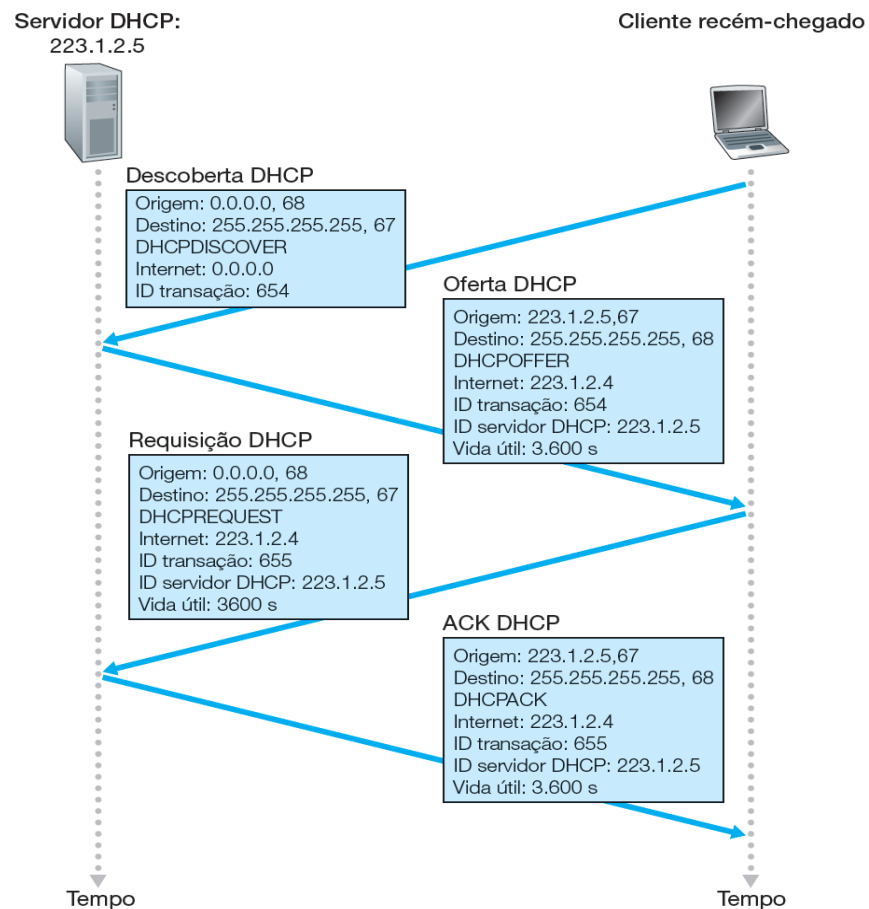 Servidor DHCP:
223.1.2.5
Cliente recém-chegado
Descoberta DHCP
Origem: 0.0.0.0, 68
Destino: 255.255.255.255, 67
DHCPDISCOVER
Internet: 0.0.0.0
ID transação: 654
Oferta DHCP
Origem: 223.1.2.5,67
Destino: 255.255.255.255, 68
DHCPOFFER
Internet: 223.1.2.4
ID transação: 654
ID servidor DHCP: 223.1.2.5
Vida útil: 3.600 s
Requisição DHCP
Origem: 0.0.0.0, 68
Destino: 255.255.255.255, 67
DHCPREQUEST
Internet: 223.1.2.4
ID transação: 655
ID servidor DHCP: 223.1.2.5
Vida útil: 3600 s
ACK DHCP
Origem: 223.1.2.5,67
Destino: 255.255.255.255, 68
DHCPACK
Internet: 223.1.2.4
ID transação: 655
ID servidor DHCP: 223.1.2.5
Vida útil: 3.600 s
Tempo
Tempo